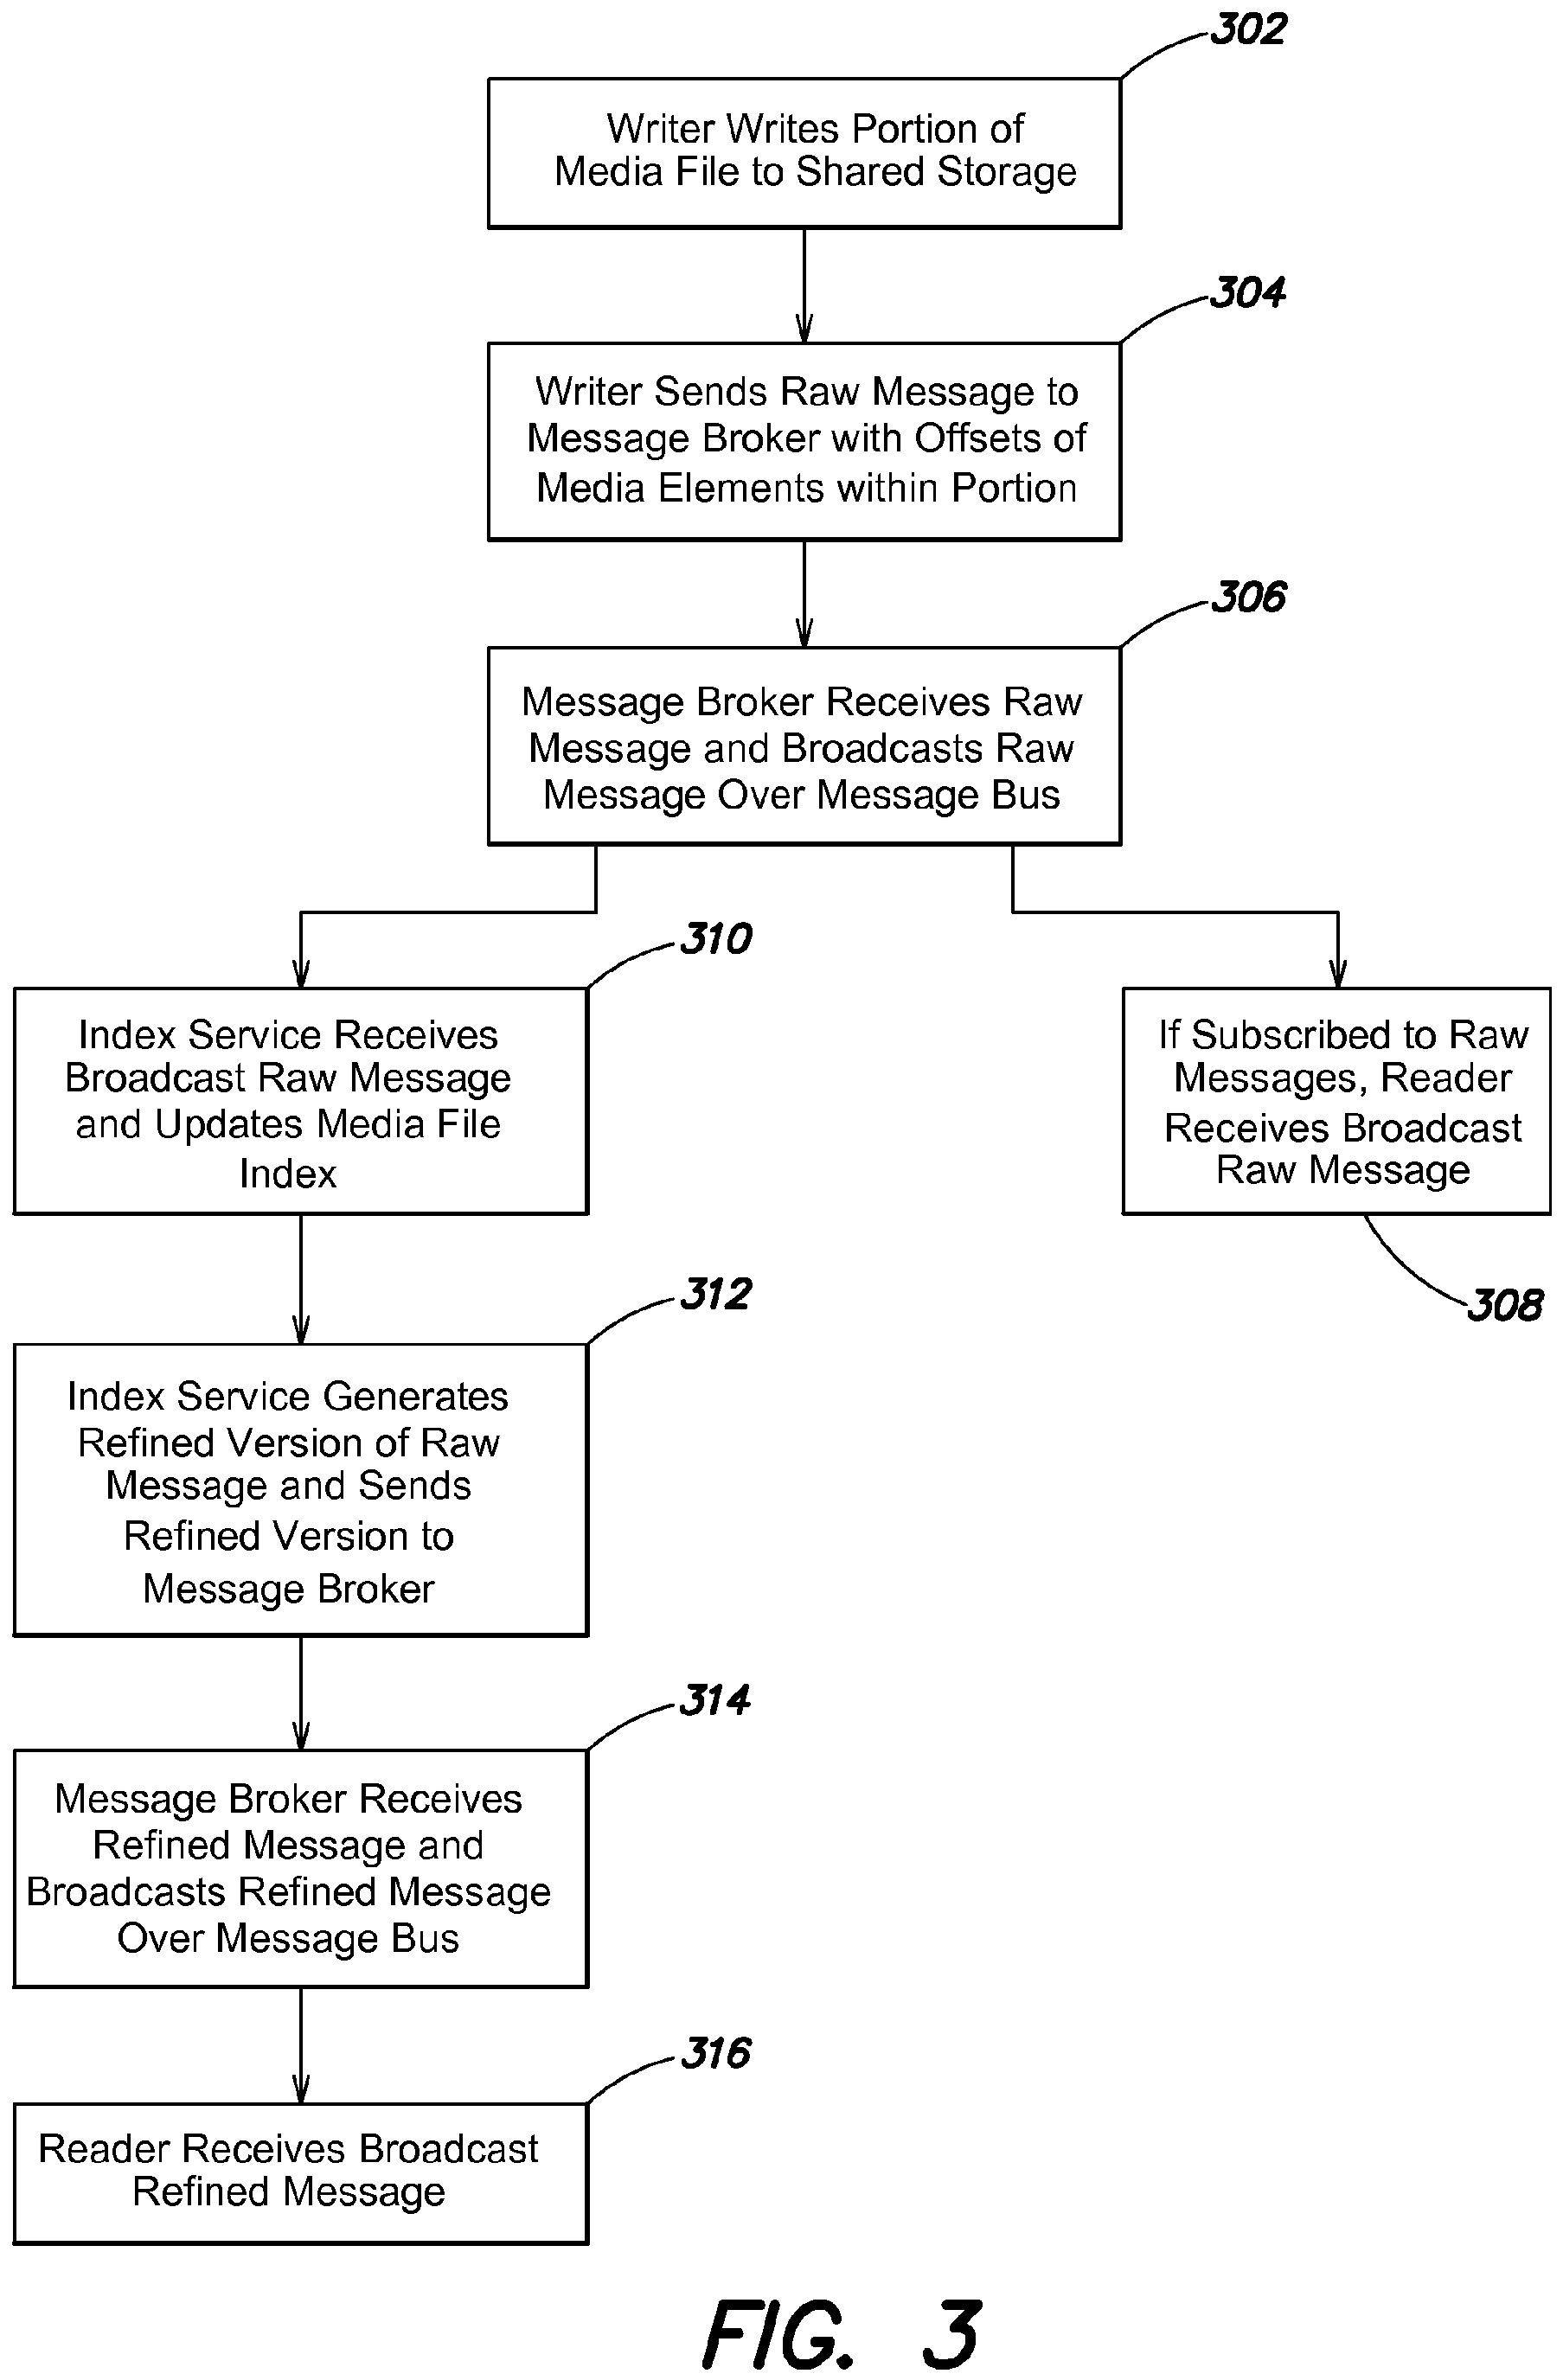 302
Writer Writes Portion of
Media File to Shared Storage
304
Writer Sends Raw Message to
Message Broker with Offsets of
Media Elements within Portion
306
Message Broker Receives Raw
Message and Broadcasts Raw
Message Over Message Bus
310
Index Service Receives
Broadcast Raw Message
and Updates Media File
Index
If Subscribed to Raw
Messages, Reader
Receives Broadcast
Raw Message
308
312
Index Service Generates
Refined Version of Raw
Message and Sends
Refined Version to
Message Broker
314
Message Broker Receives
Refined Message and
Broadcasts Refined Message
Over Message Bus
316
Reader Receives Broadcast
Refined Message
FIG. 3